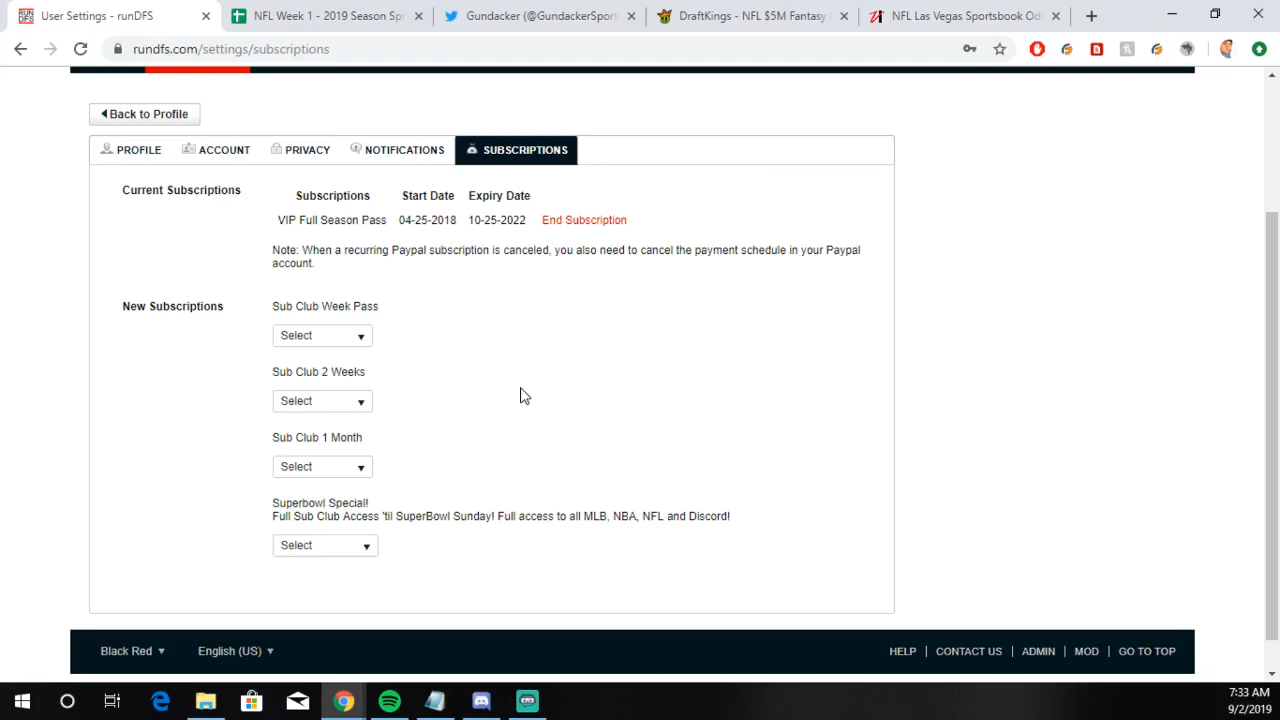 User Settings - runDFS
NFL Week 1 - 2019 Season Spr
Gundacker (@GundackerSport
DraftKings - NFL $5M Fantasy
NFL Las Vegas Sportsbook Od
rundfs.com/settings/subscriptions
Back to Profile
PROFILE ACCOUNT PRIVACY NOTIFICATIONS SUBSCRIPTIONS
Current Subscriptions
Subscriptions Start Date Expiry Date
VIP Full Season Pass 04-25-2018 10-25-2022 End Subscription
Note: When a recurring Paypal subscription is canceled, you also need to cancel the payment schedule in your Paypal
account.
New Subscriptions
Sub Club Week Pass
Select
Sub Club 2 Weeks
Select
Sub Club 1 Month
Select
Superbowl Special!
Full Sub Club Access 'til SuperBowl Sunday! Full access to all MLB, NBA, NFL and Discord!
Select
Black Red English (US) HELP | CONTACT US | ADMIN | MOD | GO TO TOP
7:33 AM
9/2/2019